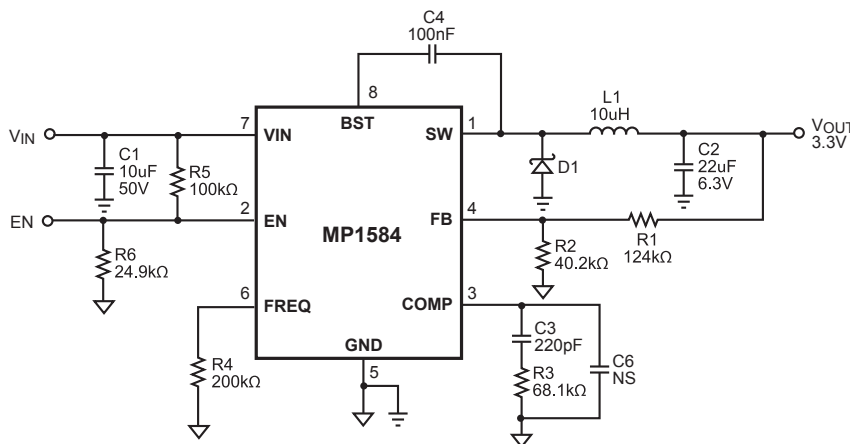 C4
100nF
8
BST
V_IN
7
VIN
SW
1
L1
10uH
V_OUT
3.3V
C1
10uF
50V
R5
100kΩ
D1
C2
22uF
6.3V
EN
2
EN
MP1584
FB
4
R1
124kΩ
R2
40.2kΩ
R6
24.9kΩ
6
FREQ
COMP
3
GND
5
R4
200kΩ
C3
220pF
R3
68.1kΩ
C6
NS